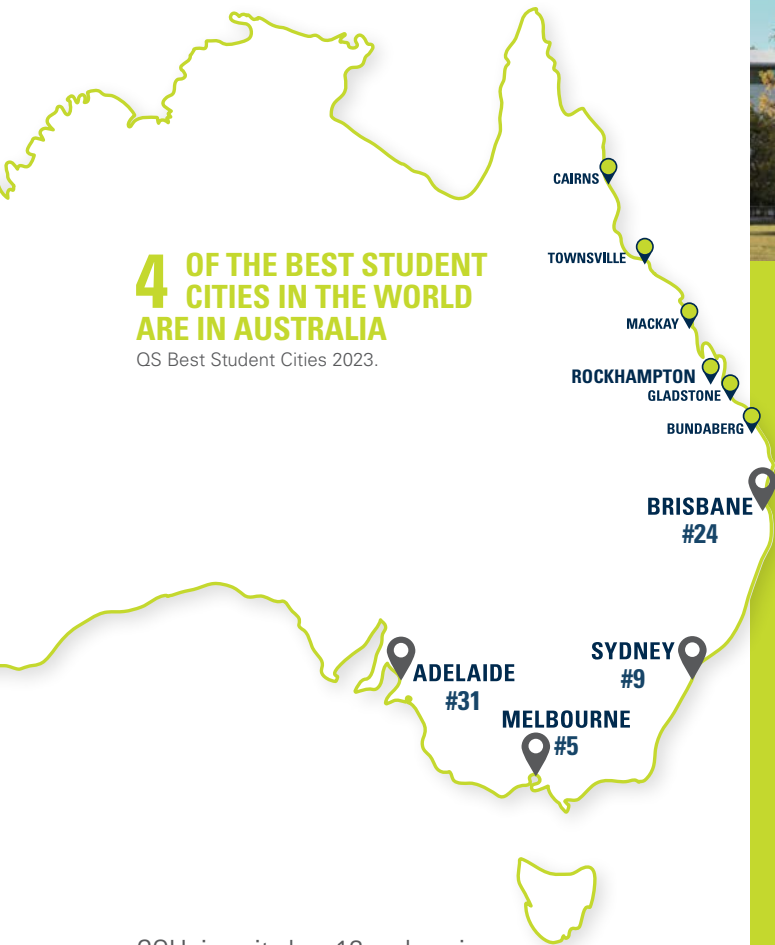 CAIRNS
4 OF THE BEST STUDENT
CITIES IN THE WORLD
ARE IN AUSTRALIA
QS Best Student Cities 2023.
TOWNSVILLE
MACKAY
ROCKHAMPTON
GLADSTONE
BUNDABERG
BRISBANE
#24
SYDNEY
#9
ADELAIDE
#31
MELBOURNE
#5